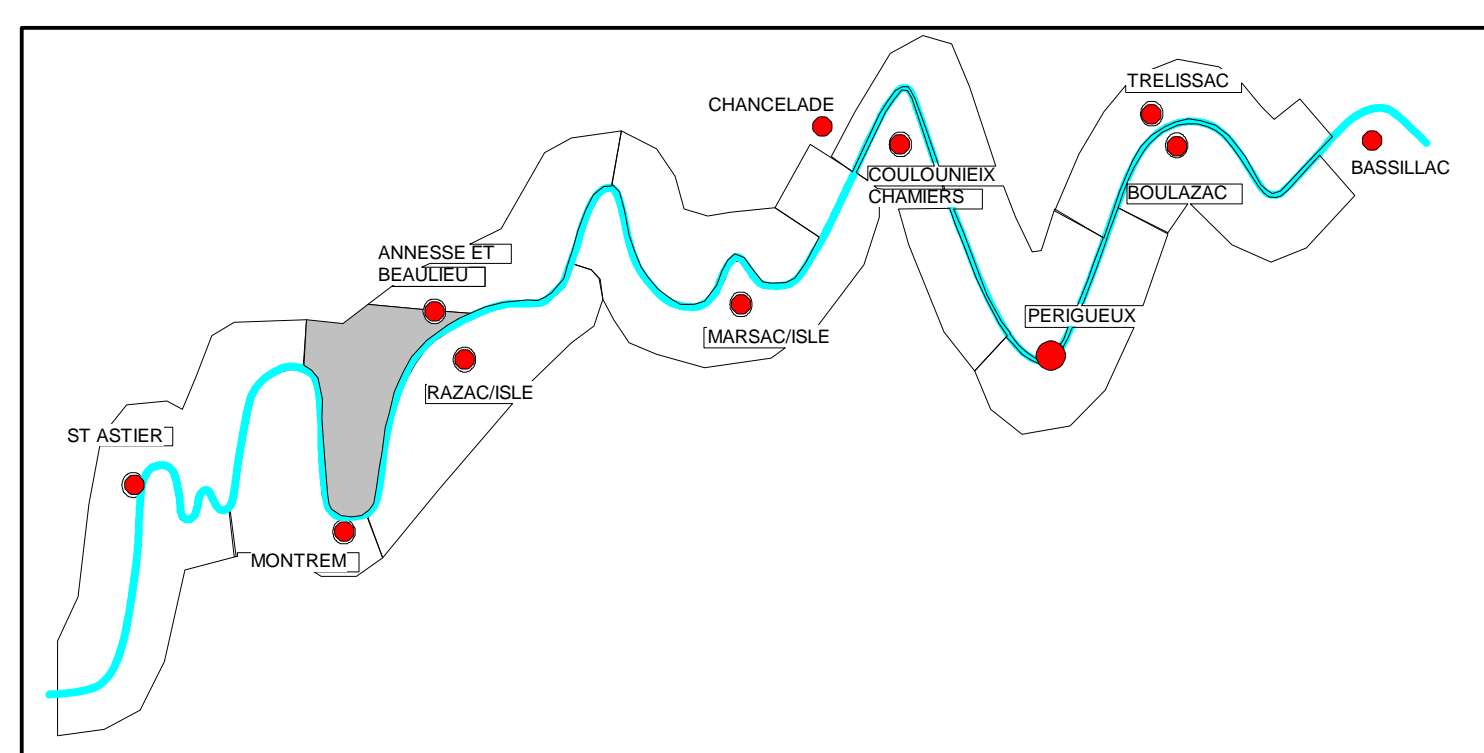 TRELISSAC
CHANCELADE
BASSILLAC
COULOUNIEIX
CHAMIERS
BOULAZAC
ANNESSE ET
BEAULIEU
PERIGUEUX
MARSAC/ISLE
RAZAC/ISLE
ST ASTIER
MONTREM